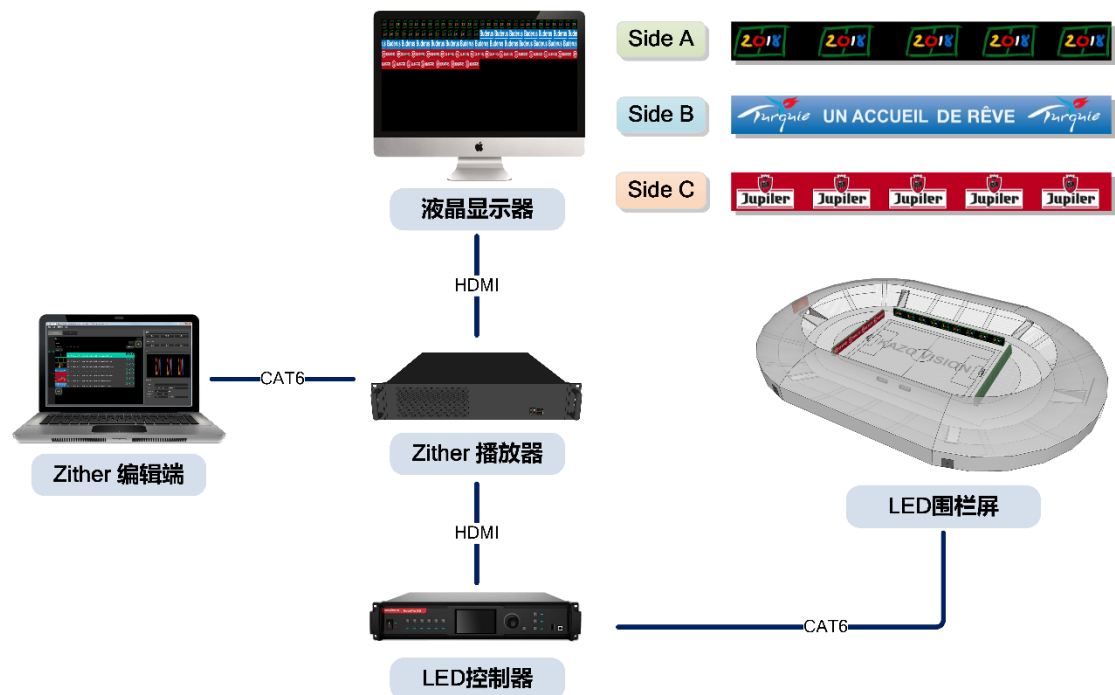 Side A
2018 2018 2018 2018 2018
Side B
Turquie UN ACCUEIL DE RÊVE Turquie
Side C
Jupiler Jupiler Jupiler Jupiler Jupiler
液晶显示器
HDMI
CAT6
KAZO VISION
Zither 编辑端
Zither 播放器
LED围栏屏
HDMI
CAT6
LED控制器